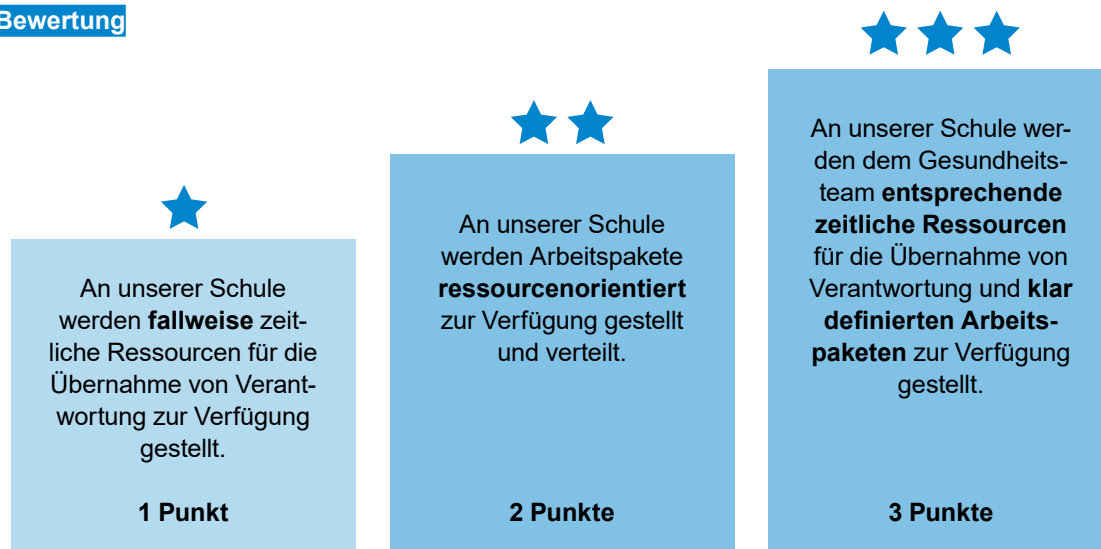 Bewertung
An unserer Schule
werden fallweise zeit-
liche Ressourcen für die
Übernahme von Verant-
wortung zur Verfügung
gestellt.
1 Punkt
An unserer Schule
werden Arbeitspakete
ressourcenorientiert
zur Verfügung gestellt
und verteilt.
2 Punkte
An unserer Schule wer-
den dem Gesundheits-
team entsprechende
zeitliche Ressourcen
für die Übernahme von
Verantwortung und klar
definierten Arbeits-
paketen zur Verfügung
gestellt.
3 Punkte